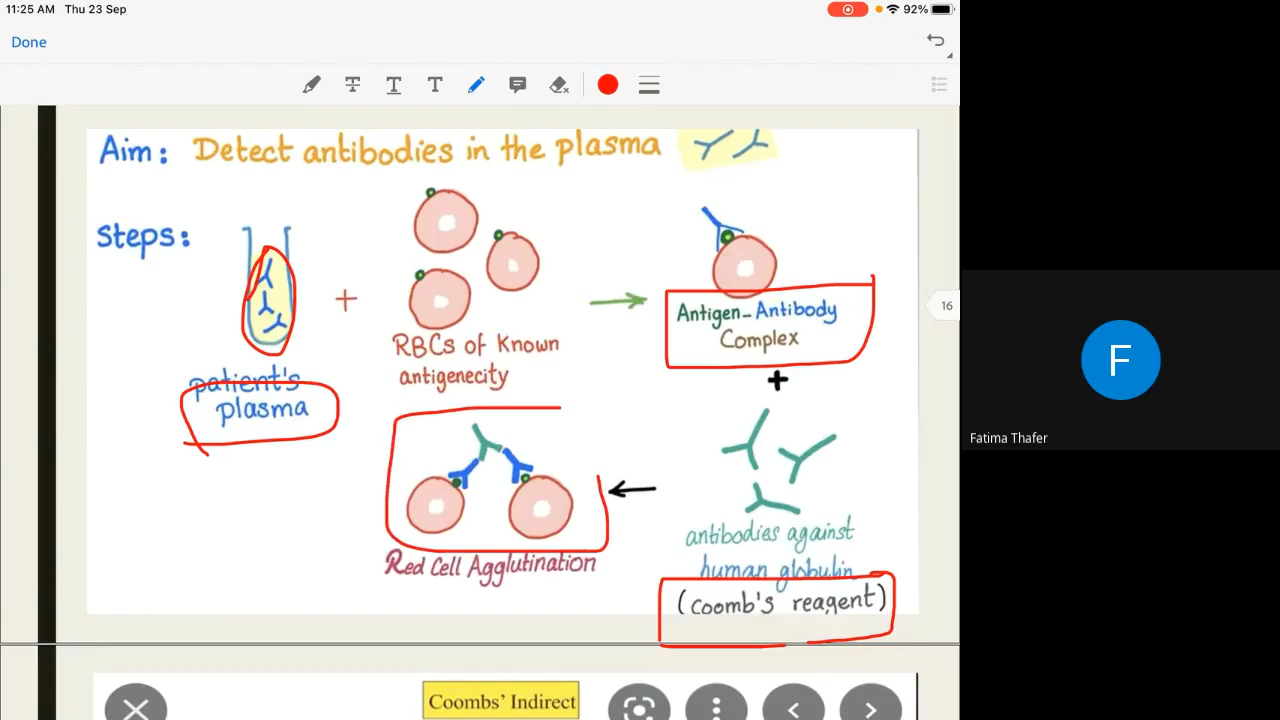 11:25 AM Thu 23 Sep
92%
Done
T T T
Aim: Detect antibodies in the plasma
Steps:
+
RBCs of Known
antigenecity
patient's
plasma
Antigen-Antibody
Complex
+
antibodies against
human globulin
(Coomb's reagent)
Red Cell Agglutination
16
Coombs' Indirect
F
Fatima Thafer